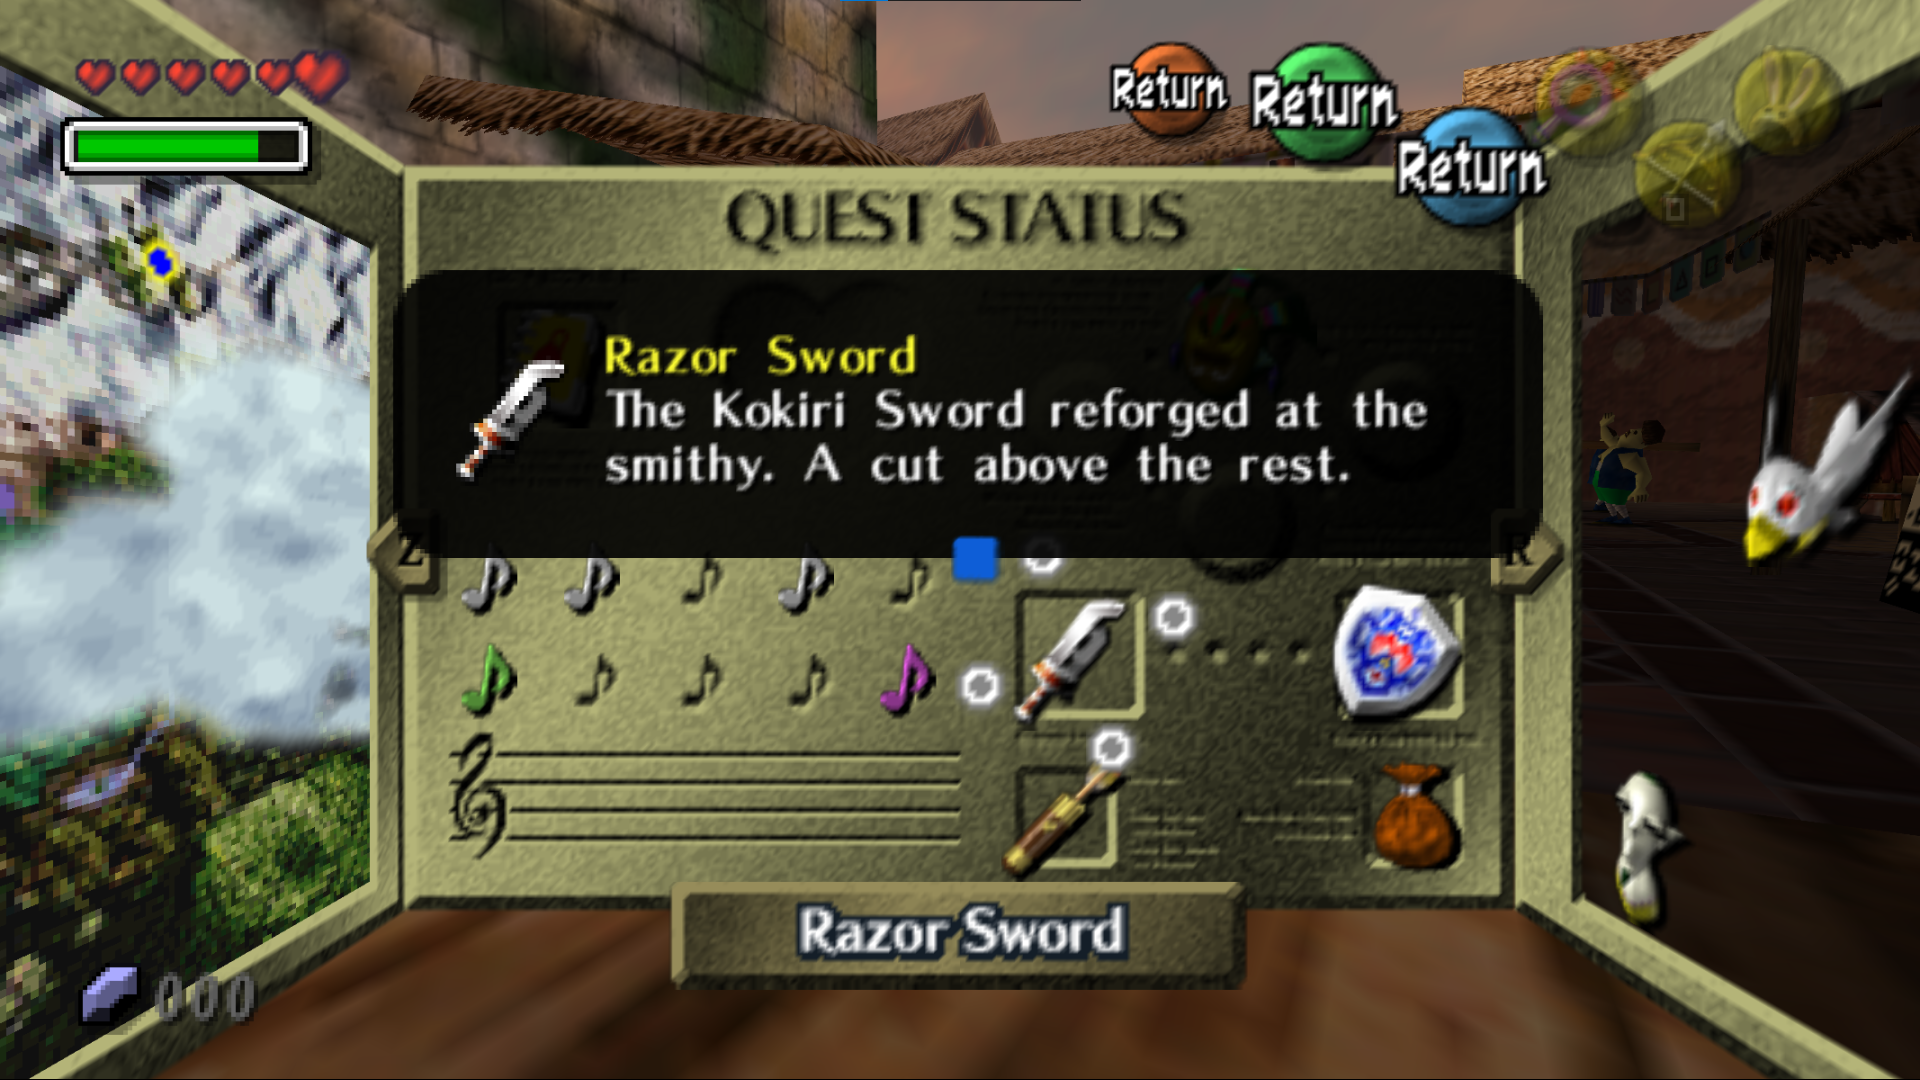 Return
Return
Return
QUEST STATUS
Razor Sword
The Kokiri Sword reforged at the
smithy. A cut above the rest.
Z
R
Razor Sword
000